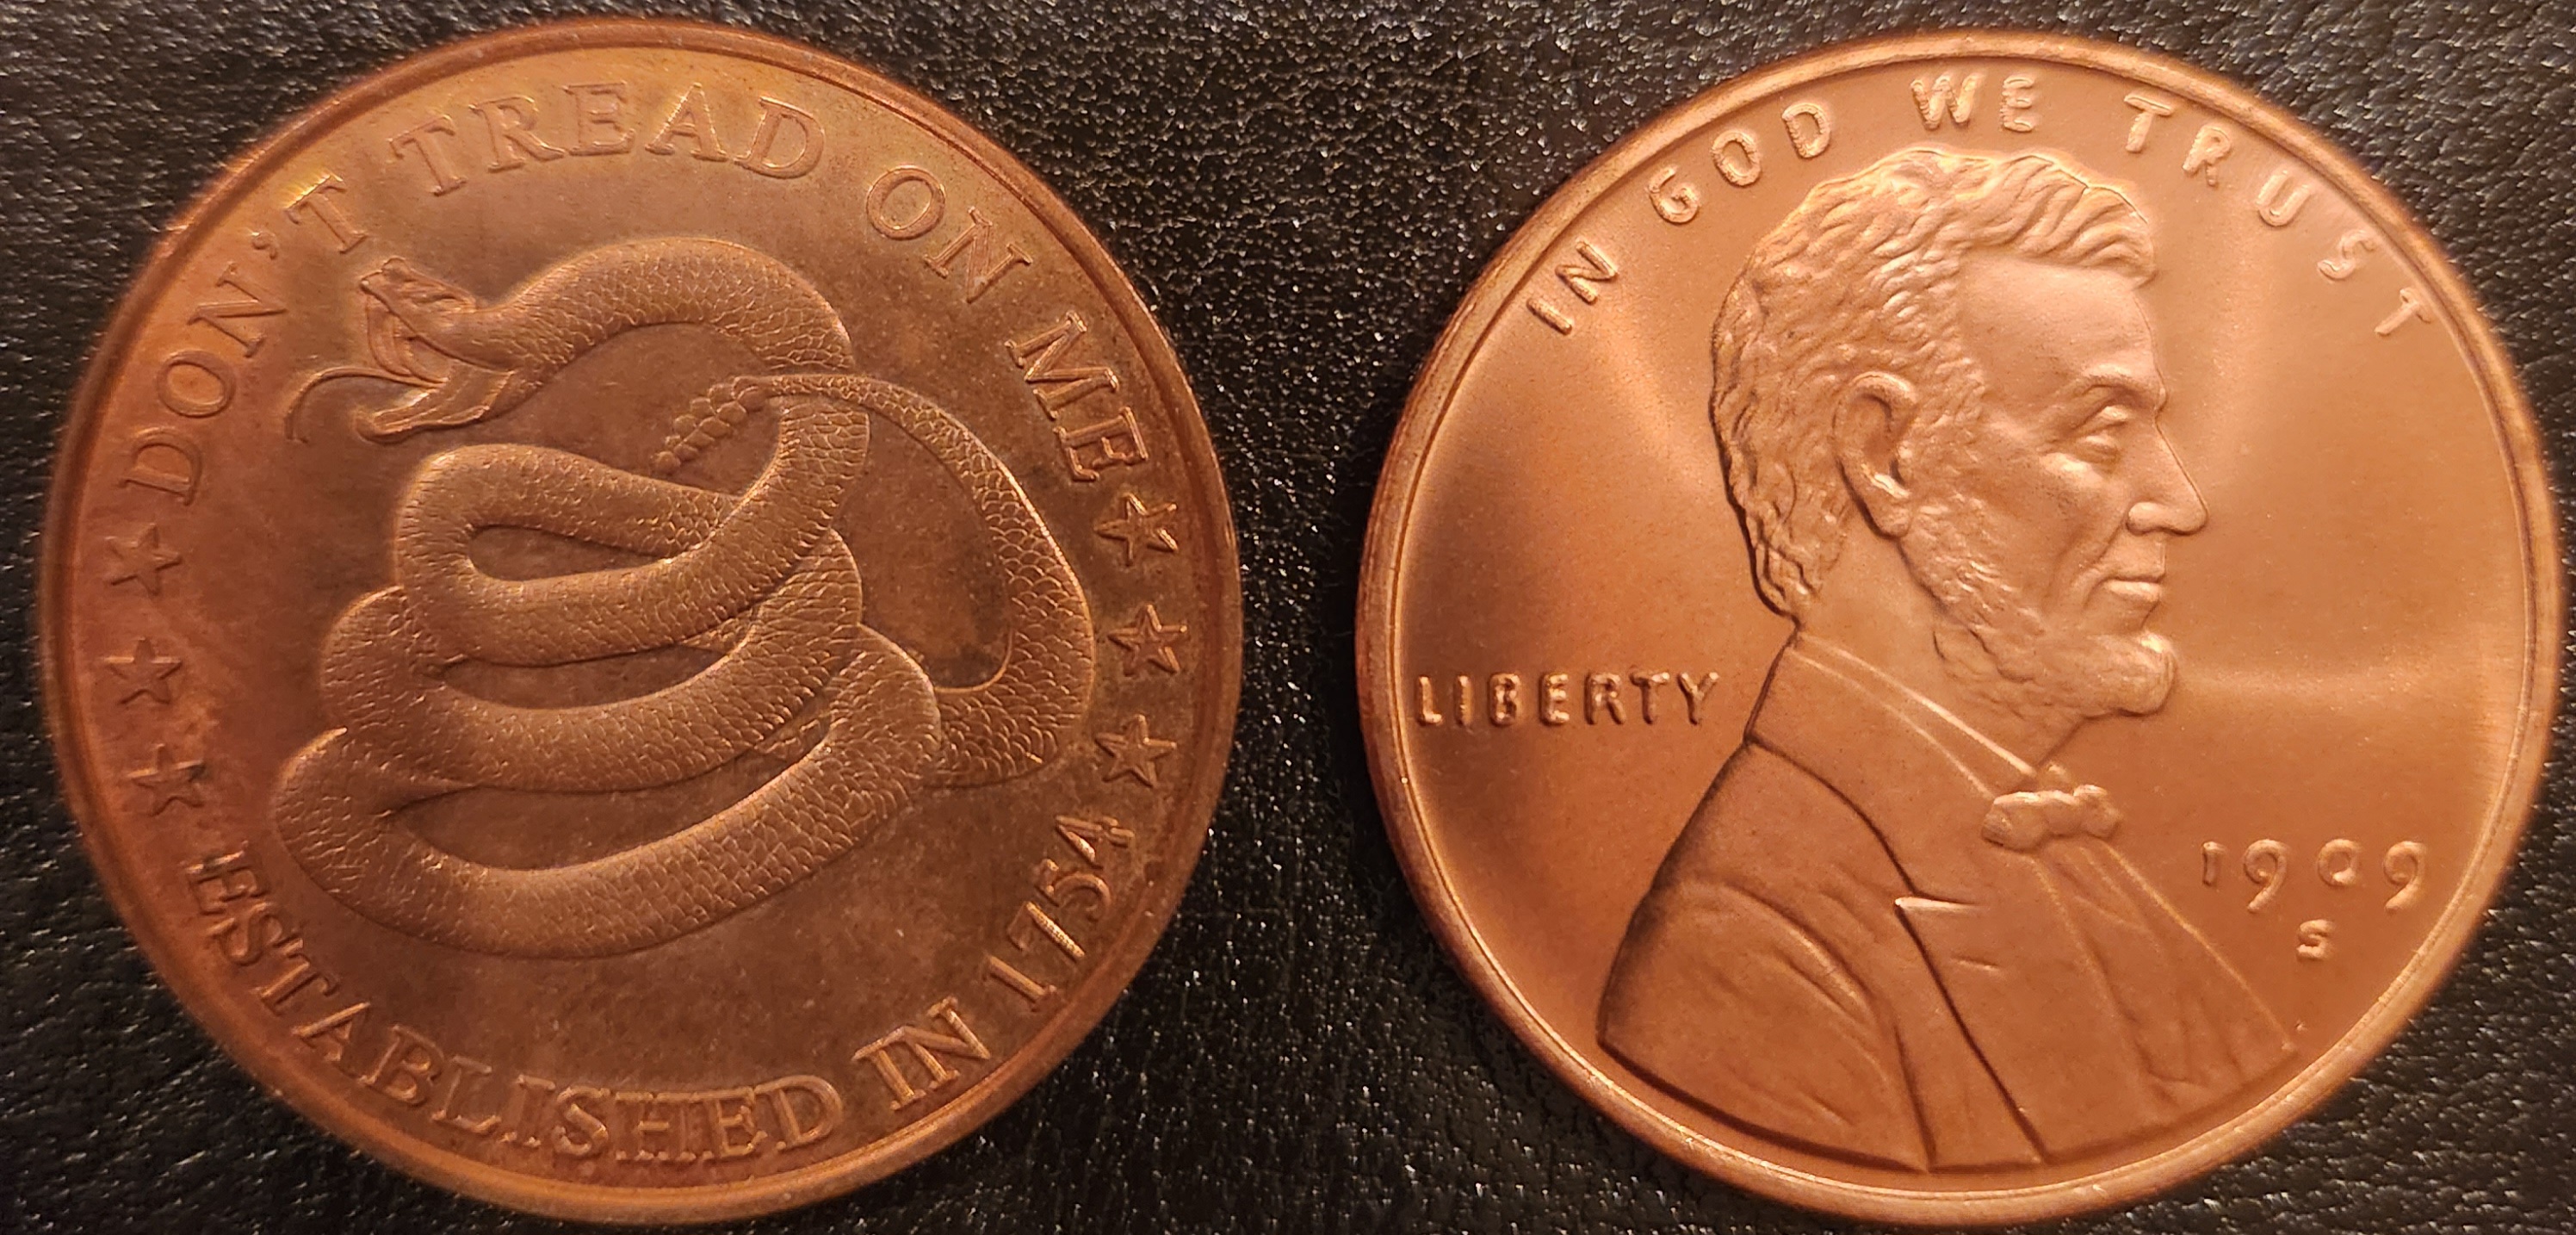 DON'T TREAD ON ME
ESTABLISHED IN 1754
IN GOD WE TRUST
LIBERTY
1909
S